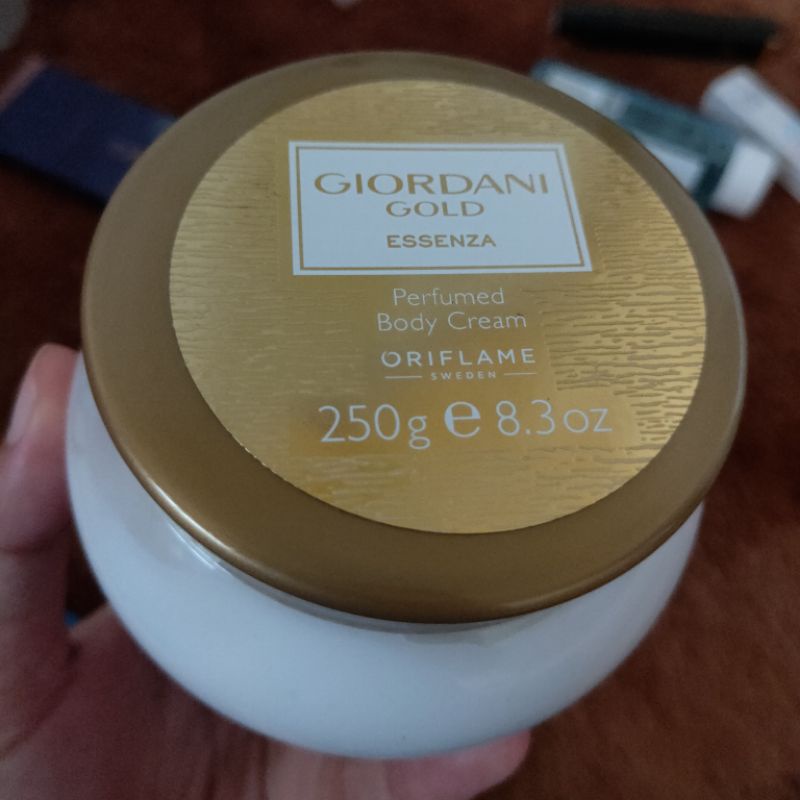 GIORDANI
GOLD
ESSENZA
Perfumed
Body Cream
ORIFLAME
SWEDEN
250g ℮ 8.3oz